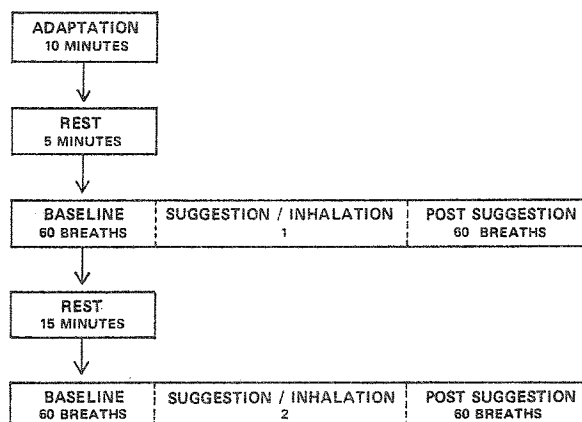 ADAPTATION
10 MINUTES
REST
5 MINUTES
BASELINE
60 BREATHS
SUGGESTION / INHALATION
1
POST SUGGESTION
60 BREATHS
REST
15 MINUTES
BASELINE
60 BREATHS
SUGGESTION / INHALATION
2
POST SUGGESTION
60 BREATHS